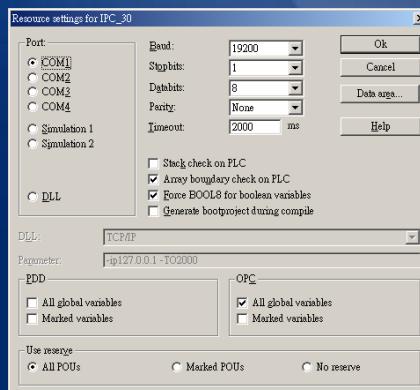 Resource settings for IPC_30
Port:
COM1
COM2
COM3
COM4
Simulation 1
Simulation 2
DLL
Baud: 19200
Stopbits: 1
Databits: 8
Parity: None
Timeout: 2000 ms
Ok
Cancel
Data area...
Help
Stack check on PLC
Array boundary check on PLC
Force BOOL8 for boolean variables
Generate bootproject during compile
DLL: TCP/IP
Parameter: -ip127.0.0.1 -TO2000
PDD
All global variables
Marked variables
OPC
All global variables
Marked variables
Use reserve
All POUs
Marked POUs
No reserve